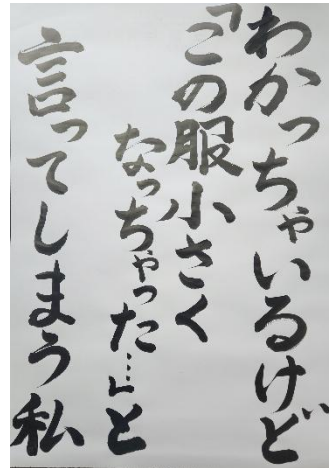 わかっちゃいるけど
「この服小さく
なっちゃった…」と
言ってしまう私